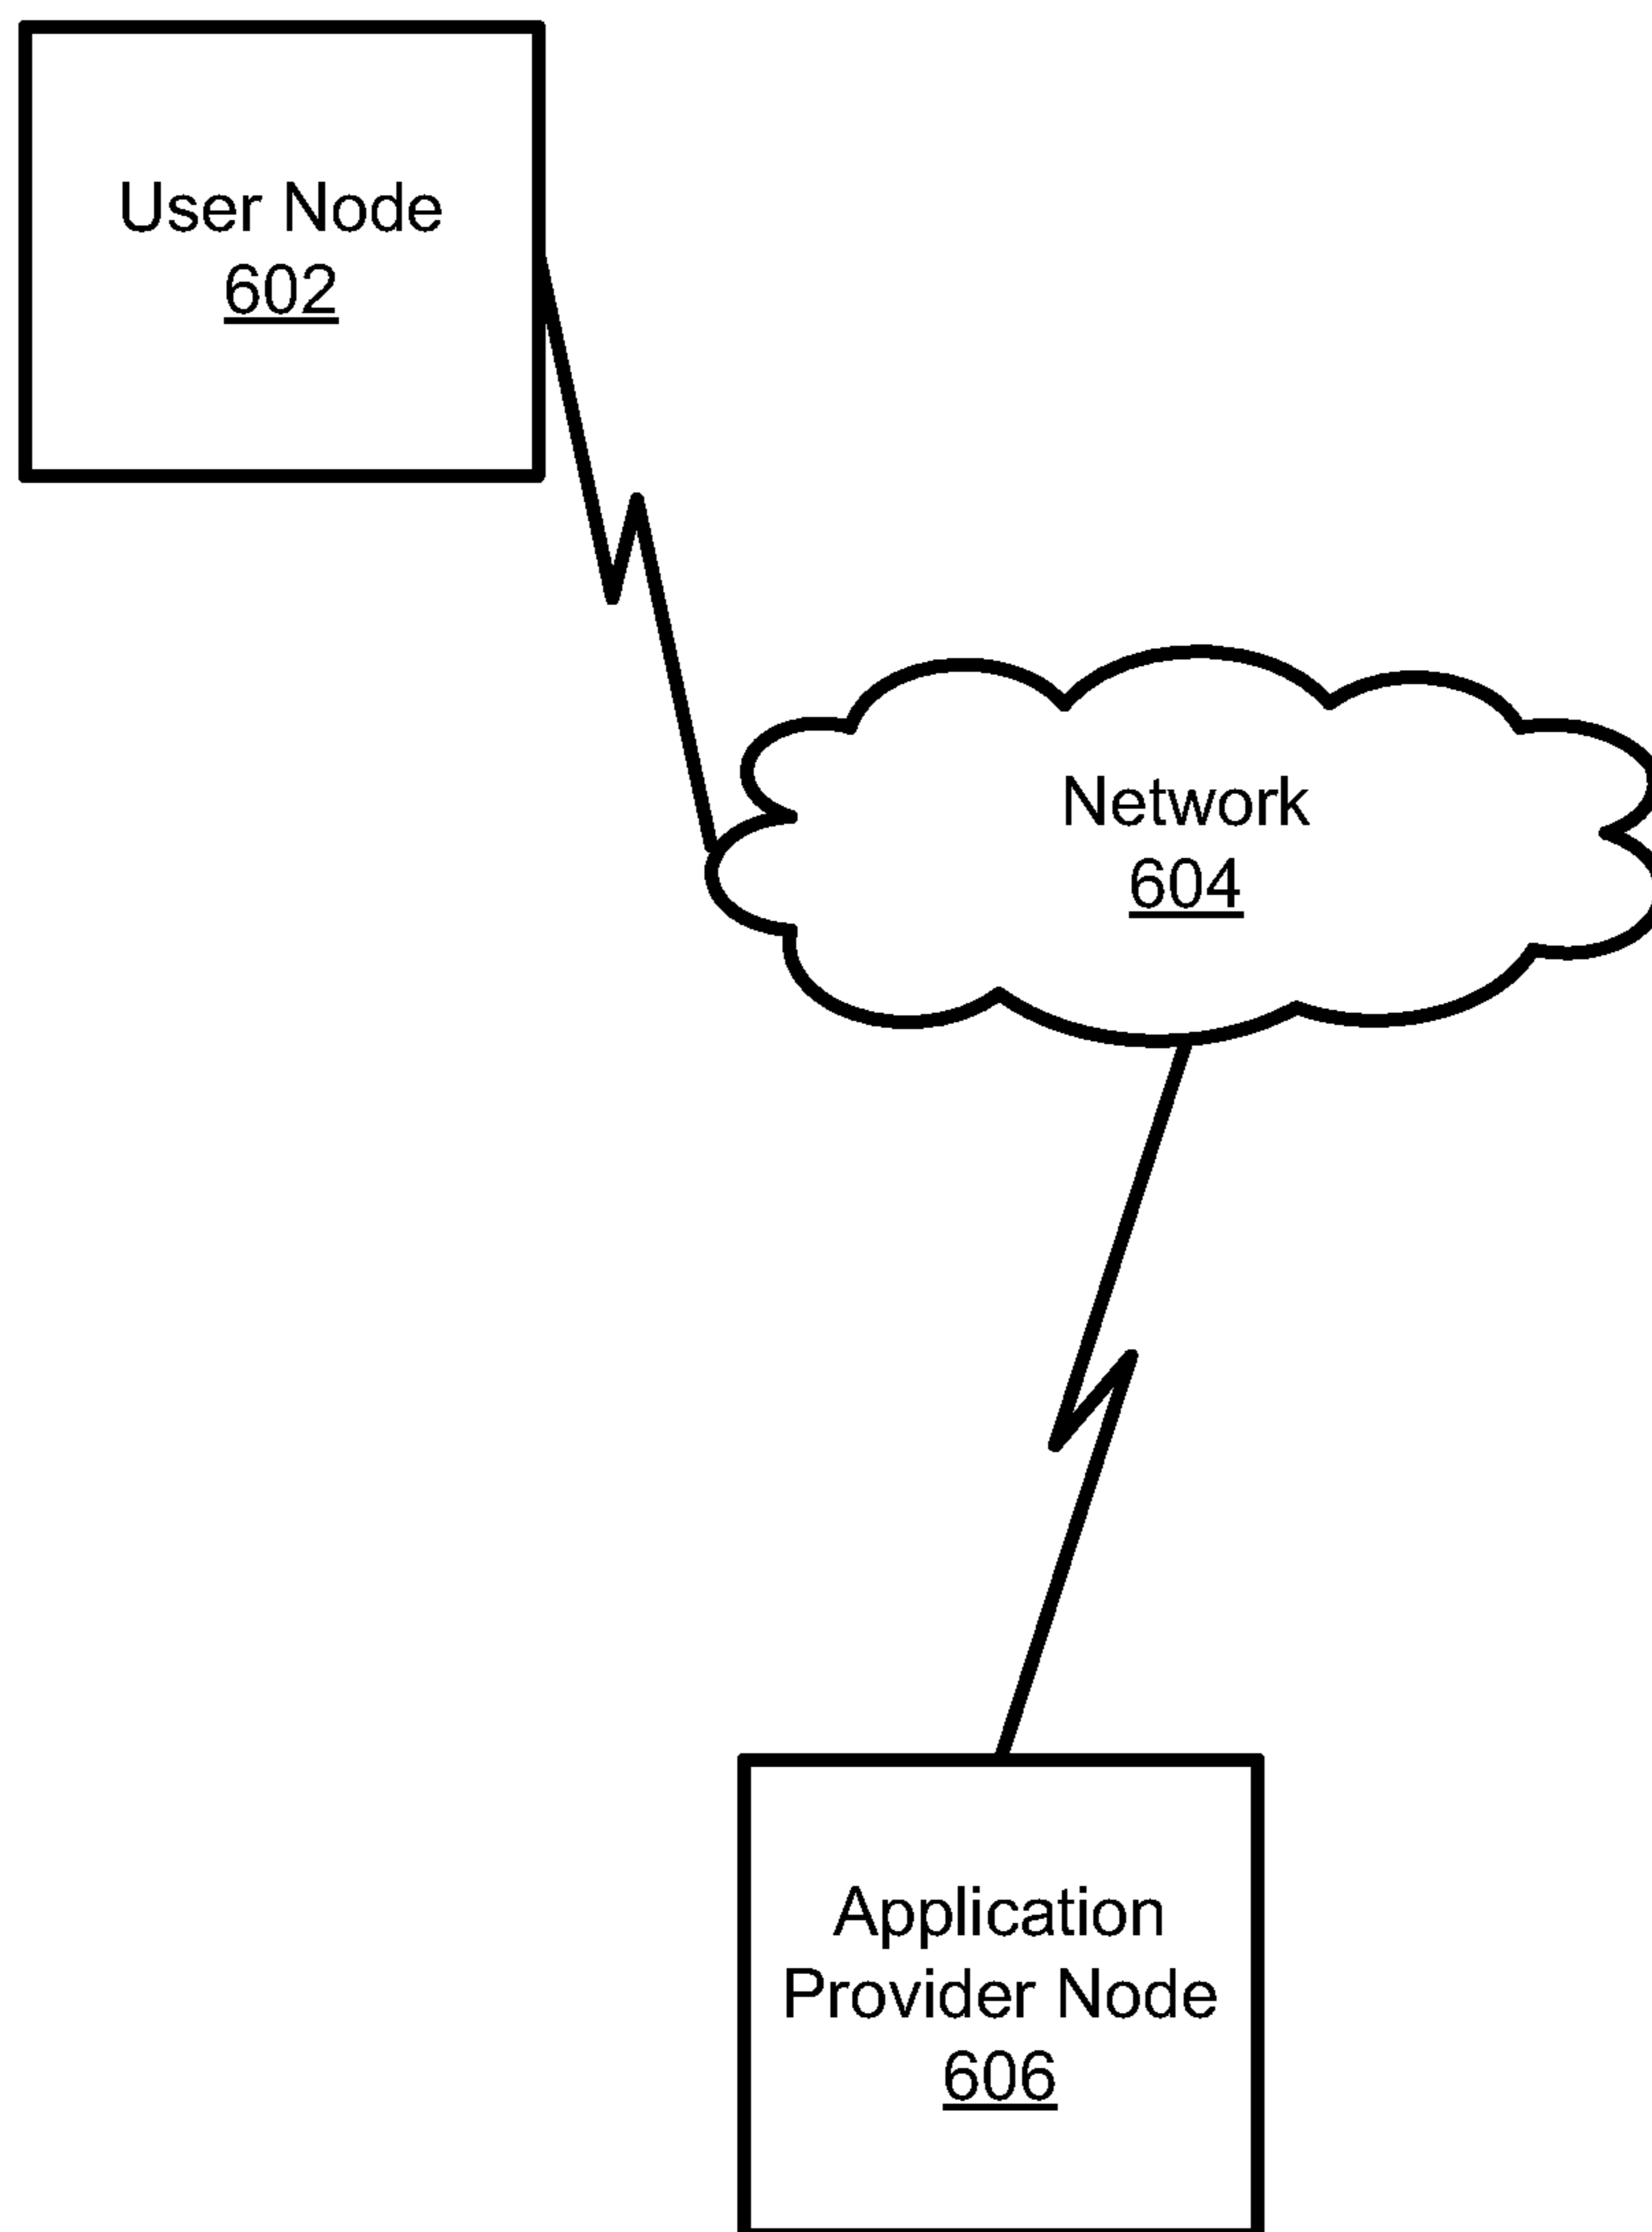 User Node
602
Network
604
Application
Provider Node
606